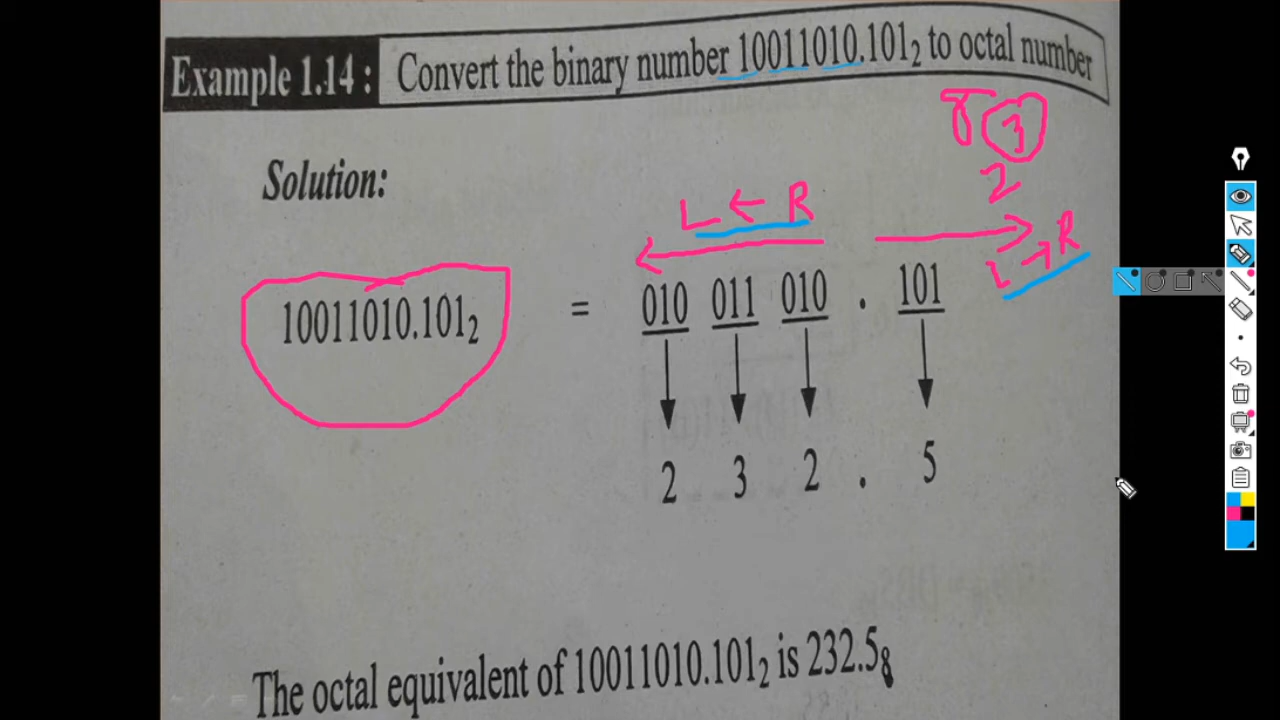 Example 1.14 : Convert the binary number 10011010.101₂ to octal number
8 3
2
Solution:
L ← R
L → R
10011010.101₂ = 010 011 010 . 101
2 3 2 . 5
The octal equivalent of 10011010.101₂ is 232.5₈